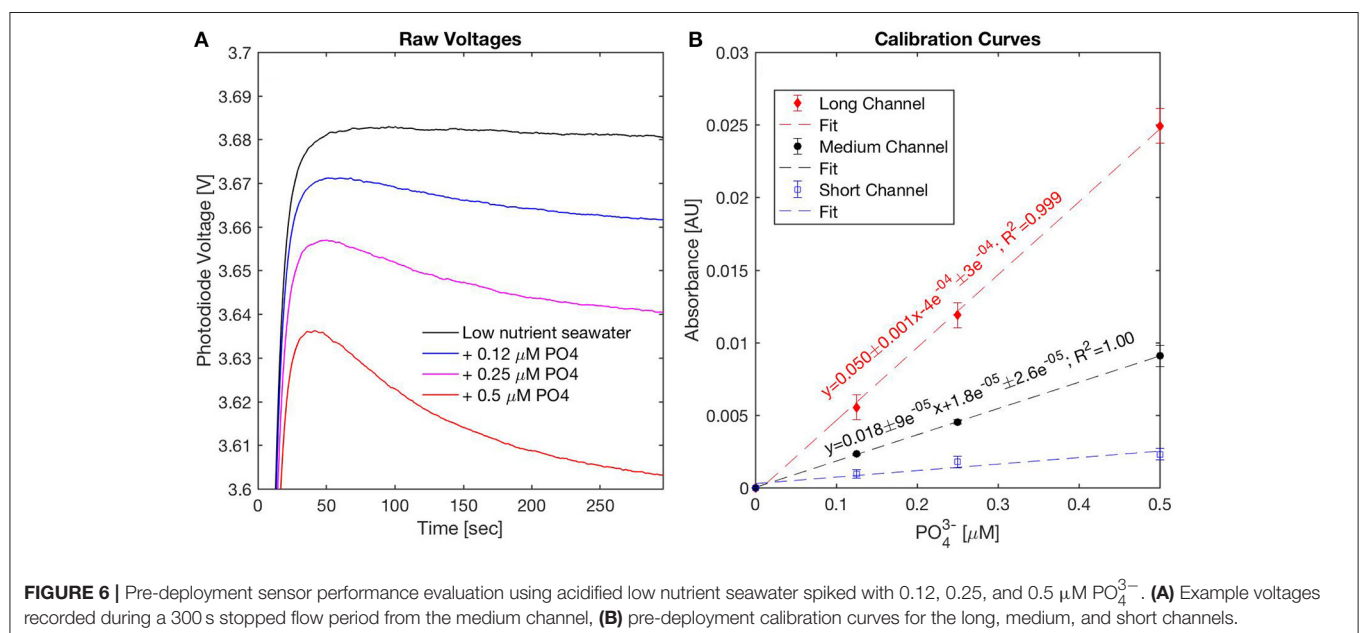 A
Raw Voltages
3.7
3.69
3.68
3.67
3.66
3.65
3.64
3.63
3.62
3.61
3.6
Photodiode Voltage [V]
Low nutrient seawater
+ 0.12 μM PO4
+ 0.25 μM PO4
+ 0.5 μM PO4
0 50 100 150 200 250
Time [sec]
B
Calibration Curves
0.03
0.025
0.02
0.015
0.01
0.005
0
Absorbance [AU]
Long Channel
Fit
Medium Channel
Fit
Short Channel
Fit
y=0.050±0.001x-4e^-04±3e^-04; R^2=0.999
y=0.018±9e^-05x+1.8e^-05±2.6e^-05; R^2=1.00
0 0.1 0.2 0.3 0.4 0.5
PO_4^3- [μM]
FIGURE 6 | Pre-deployment sensor performance evaluation using acidified low nutrient seawater spiked with 0.12, 0.25, and 0.5 μM PO_4^3−. (A) Example voltages
recorded during a 300 s stopped flow period from the medium channel, (B) pre-deployment calibration curves for the long, medium, and short channels.